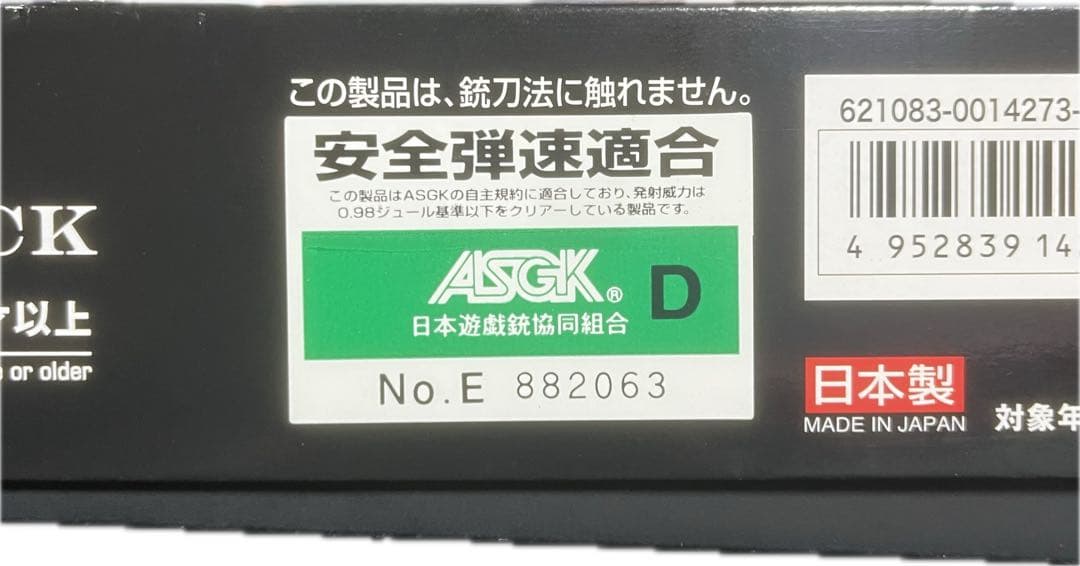 この製品は、銃刀法に触れません。
安全弾速適合
この製品はASGKの自主規約に適合しており、発射威力は
0.98ジュール基準以下をクリアーしている製品です。
ASGK® D
日本遊戯銃協同組合
No.E 882063
CK
以上
or older
621083-0014273-
4 952839 14
日本製
MADE IN JAPAN
対象年